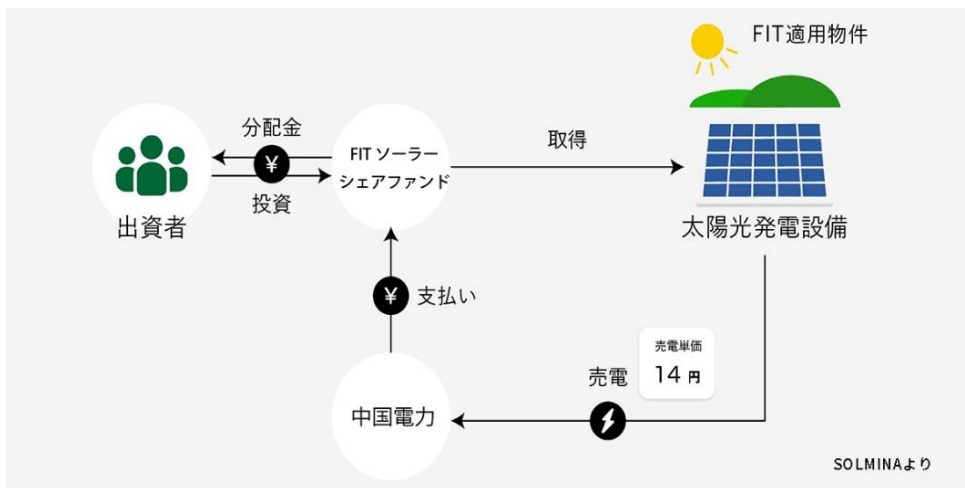 FIT適用物件
分配金
¥
投資
出資者
FITソーラー
シェアファンド
取得
太陽光発電設備
¥ 支払い
売電単価
14 円
売電
中国電力
SOLMINAより